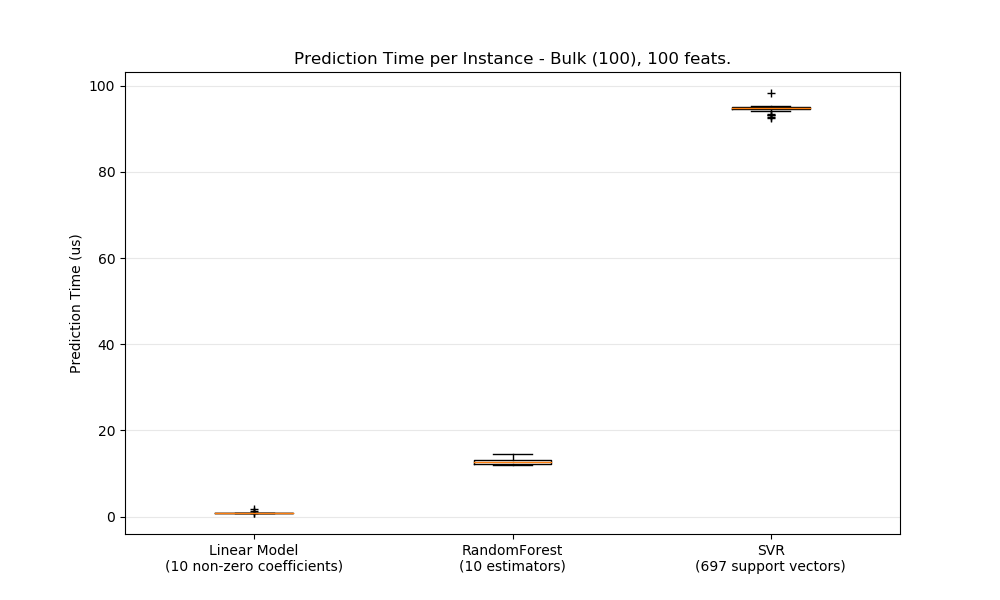 Prediction Time per Instance - Bulk (100), 100 feats.
100
80
60
40
20
0
Prediction Time (us)
Linear Model
(10 non-zero coefficients)
RandomForest
(10 estimators)
SVR
(697 support vectors)